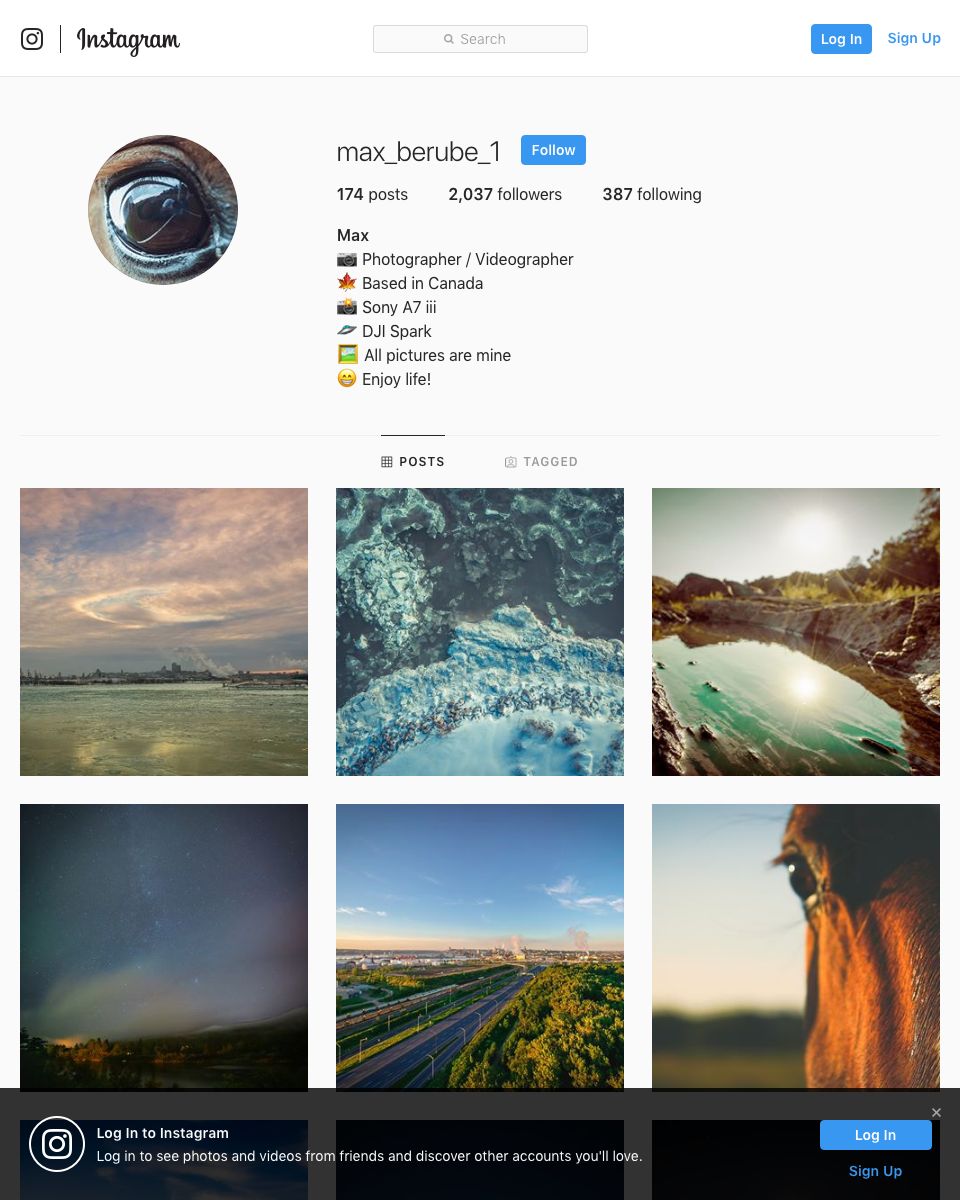 Instagram
Search
Log In
Sign Up
max_berube_1
Follow
174 posts
2,037 followers
387 following
Max
📷 Photographer / Videographer
🍁 Based in Canada
📸 Sony A7 iii
🛸 DJI Spark
🖼️ All pictures are mine
😁 Enjoy life!
POSTS
TAGGED
Log In to Instagram
Log in to see photos and videos from friends and discover other accounts you'll love.
Log In
Sign Up